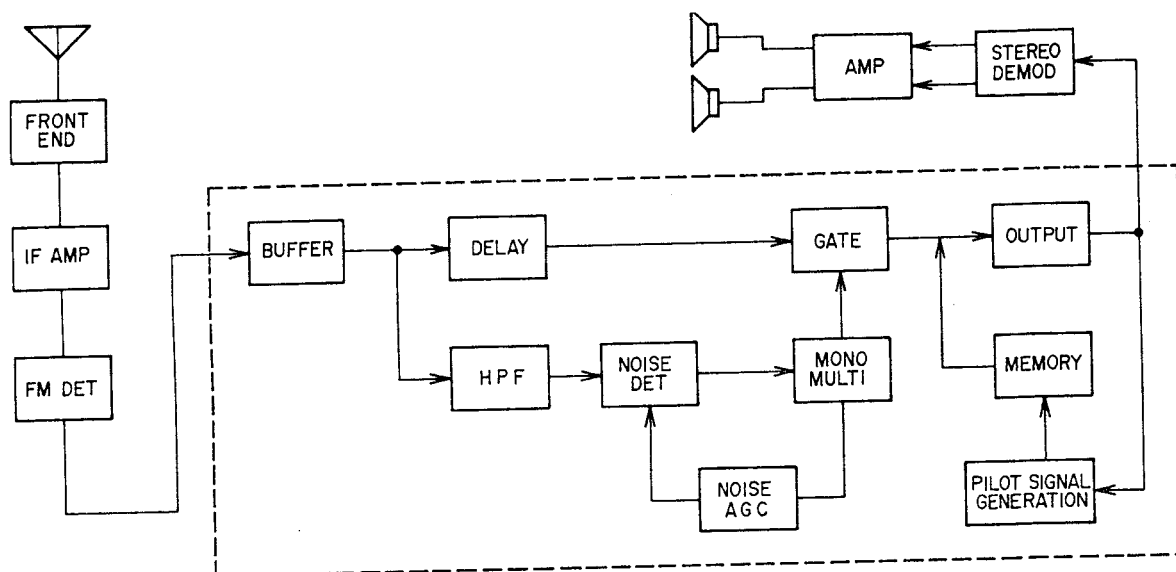 FRONT
END
IF AMP
FM DET
AMP
STEREO
DEMOD
BUFFER
DELAY
GATE
OUTPUT
HPF
NOISE
DET
MONO
MULTI
MEMORY
NOISE
AGC
PILOT SIGNAL
GENERATION